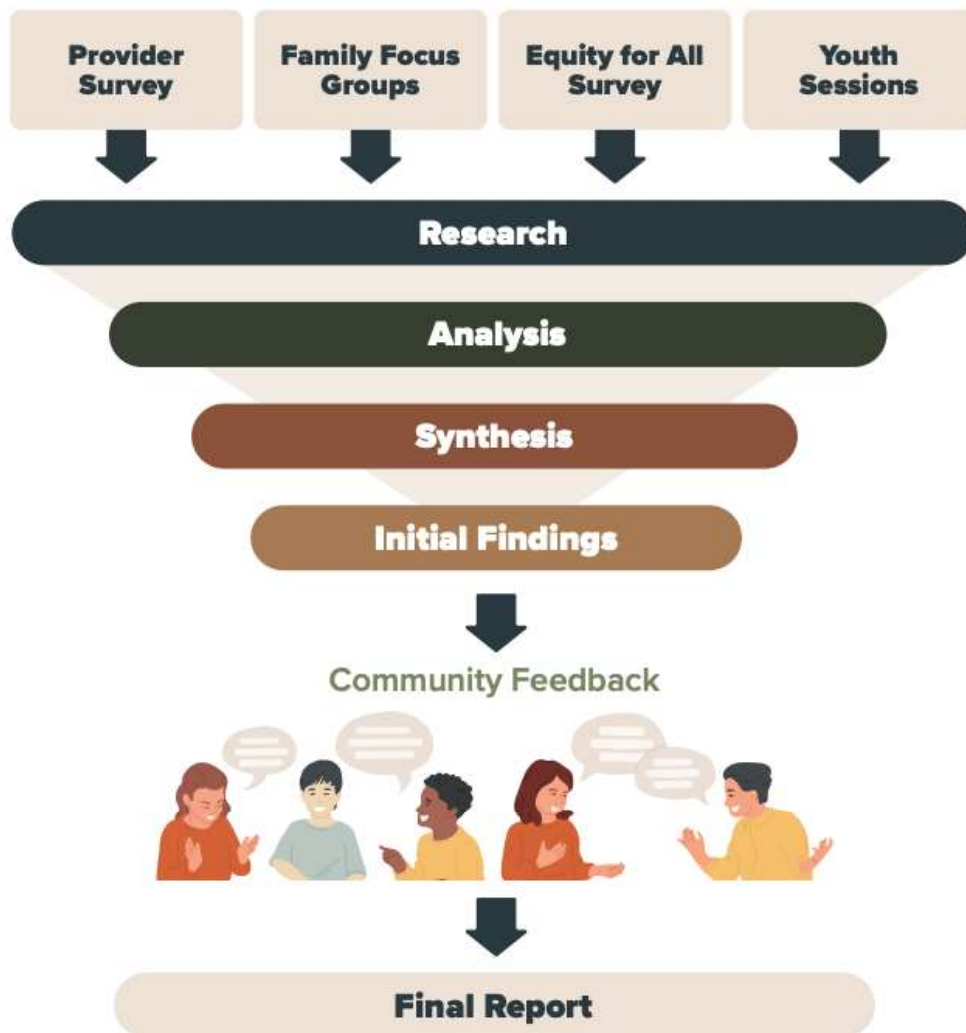 Provider
Survey
Family Focus
Groups
Equity for All
Survey
Youth
Sessions
Research
Analysis
Synthesis
Initial Findings
Community Feedback
Final Report